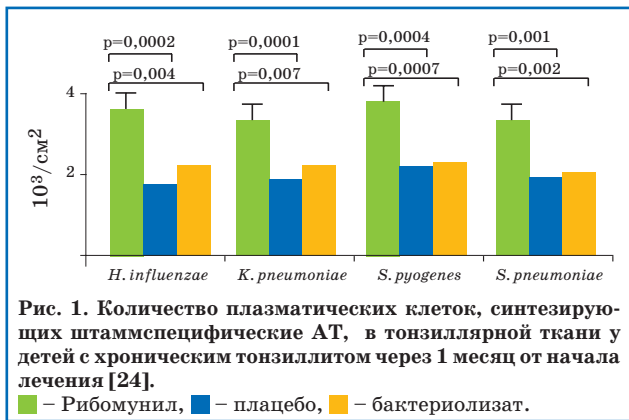 p=0,0002 p=0,0001 p=0,0004 p=0,001
p=0,004 p=0,007 p=0,0007 p=0,002
4
2
10³/см²
H. influenzae K. pneumoniae S. pyogenes S. pneumoniae
Рис. 1. Количество плазматических клеток, синтезирую-
щих штаммспецифические АТ, в тонзиллярной ткани у
детей с хроническим тонзиллитом через 1 месяц от начала
лечения [24].
– Рибомунил, – плацебо, – бактериолизат.